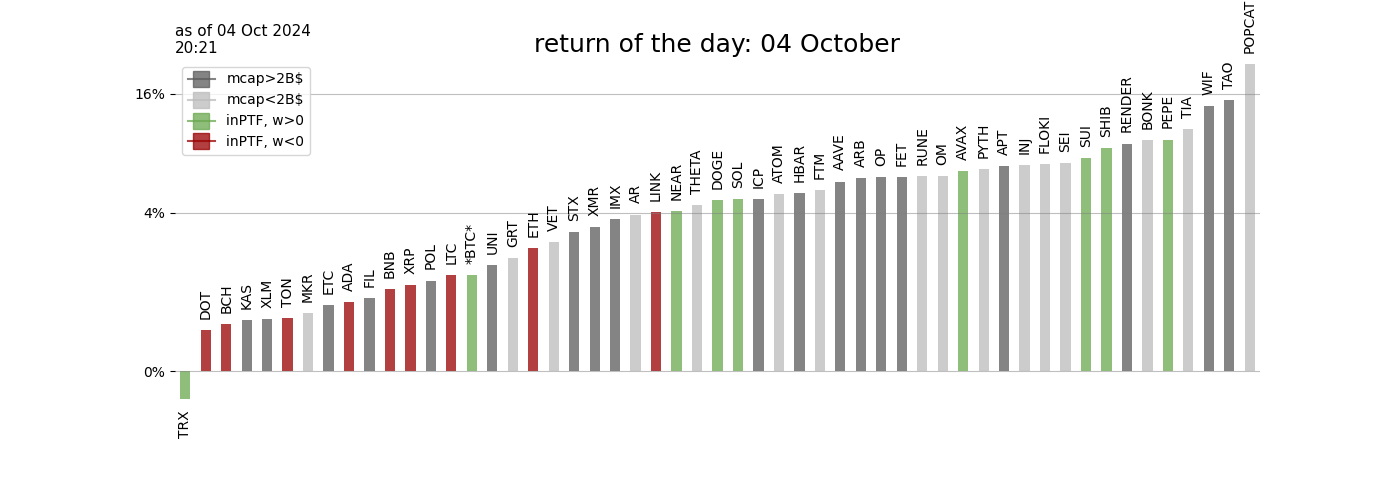 as of 04 Oct 2024
20:21
return of the day: 04 October
mcap>2B$
mcap<2B$
inPTF, w>0
inPTF, w<0
16%
4%
0%
TRX
DOT
BCH
KAS
XLM
TON
MKR
ETC
ADA
FIL
BNB
XRP
POL
LTC
*BTC*
UNI
GRT
ETH
VET
STX
XMR
IMX
AR
LINK
NEAR
THETA
DOGE
SOL
ICP
ATOM
HBAR
FTM
AAVE
ARB
OP
FET
RUNE
OM
AVAX
PYTH
APT
INJ
FLOKI
SEI
SUI
SHIB
RENDER
BONK
PEPE
TIA
WIF
TAO
POPCAT